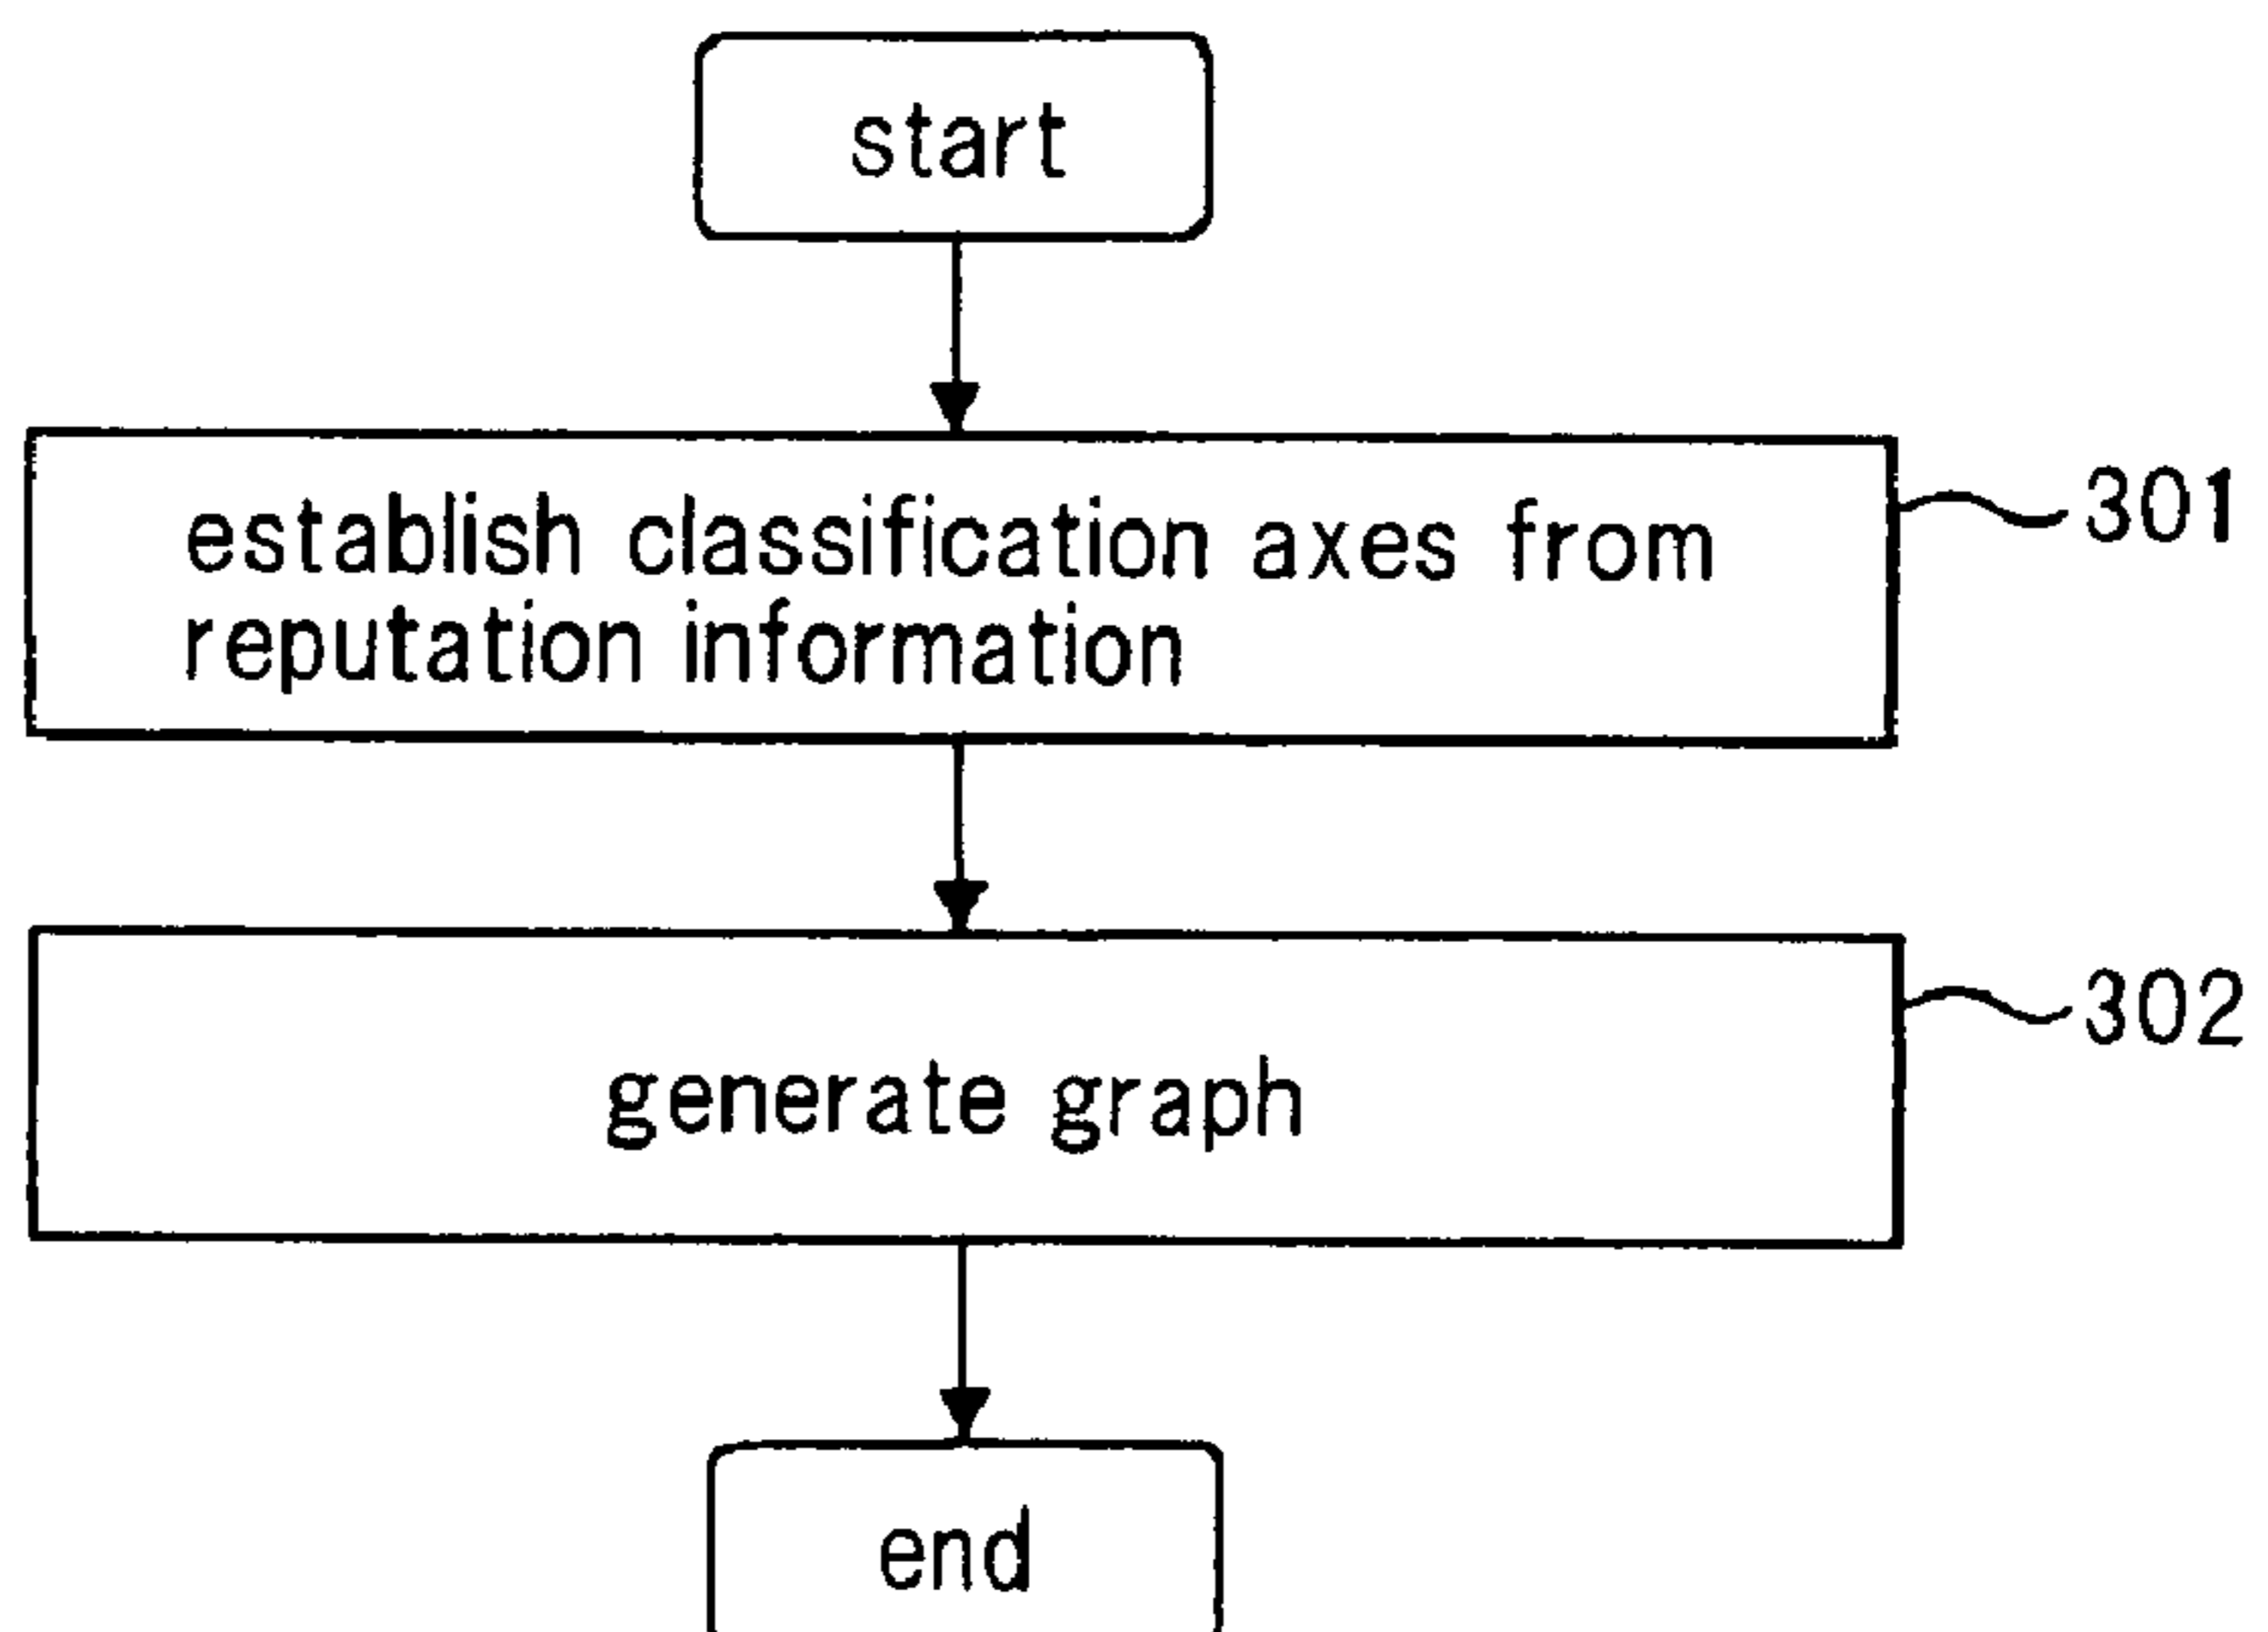 start
establish classification axes from
reputation information
301
generate graph
302
end